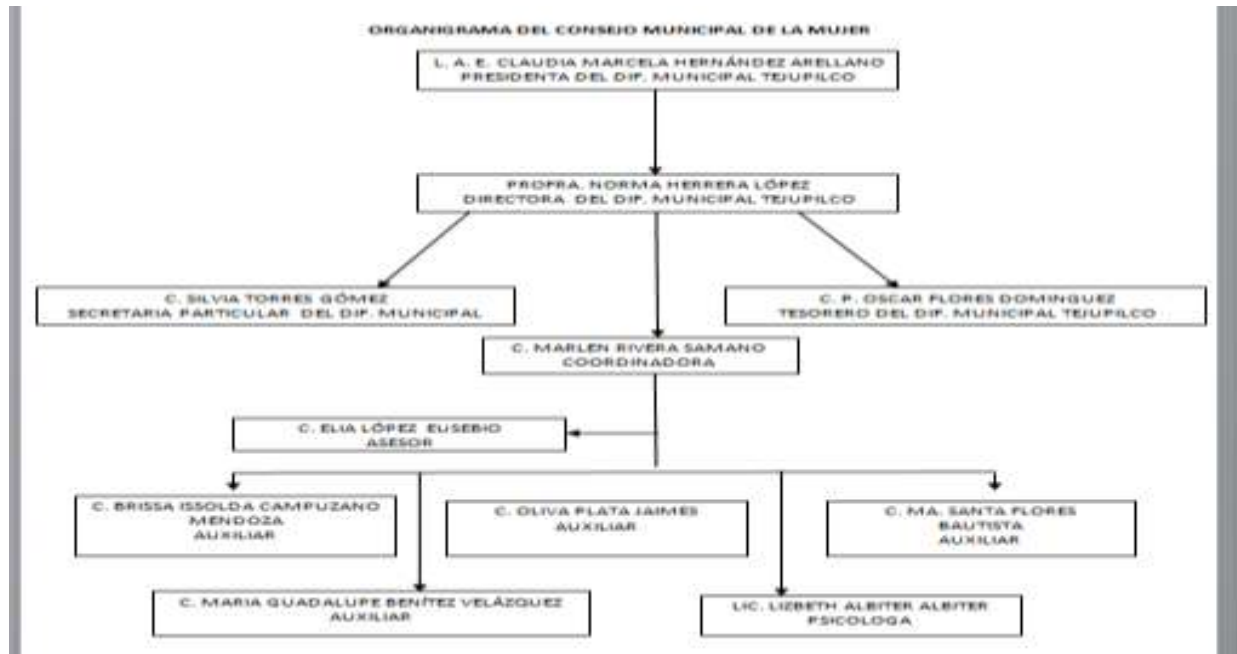 ORGANIGRAMA DEL CONSEJO MUNICIPAL DE LA MUJER
L. A. E. CLAUDIA MARCELA HERNÁNDEZ ARELLANO
PRESIDENTA DEL DIF. MUNICIPAL TEJUPILCO
PROFRA. NORMA HERRERA LÓPEZ
DIRECTORA DEL DIF. MUNICIPAL TEJUPILCO
C. SILVIA TORRES GÓMEZ
SECRETARIA PARTICULAR DEL DIF. MUNICIPAL
C. P. OSCAR FLORES DOMINGUEZ
TESORERO DEL DIF. MUNICIPAL TEJUPILCO
C. MARLEN RIVERA SAMANO
COORDINADORA
C. ELIA LÓPEZ EUSEBIO
ASESOR
C. BRISSA ISSOLDA CAMPUZANO
MENDOZA
AUXILIAR
C. OLIVA PLATA JAIMES
AUXILIAR
C. MA. SANTA FLORES
BAUTISTA
AUXILIAR
C. MARIA GUADALUPE BENÍTEZ VELÁZQUEZ
AUXILIAR
LIC. LIZBETH ALBITER ALBITER
PSICOLOGA